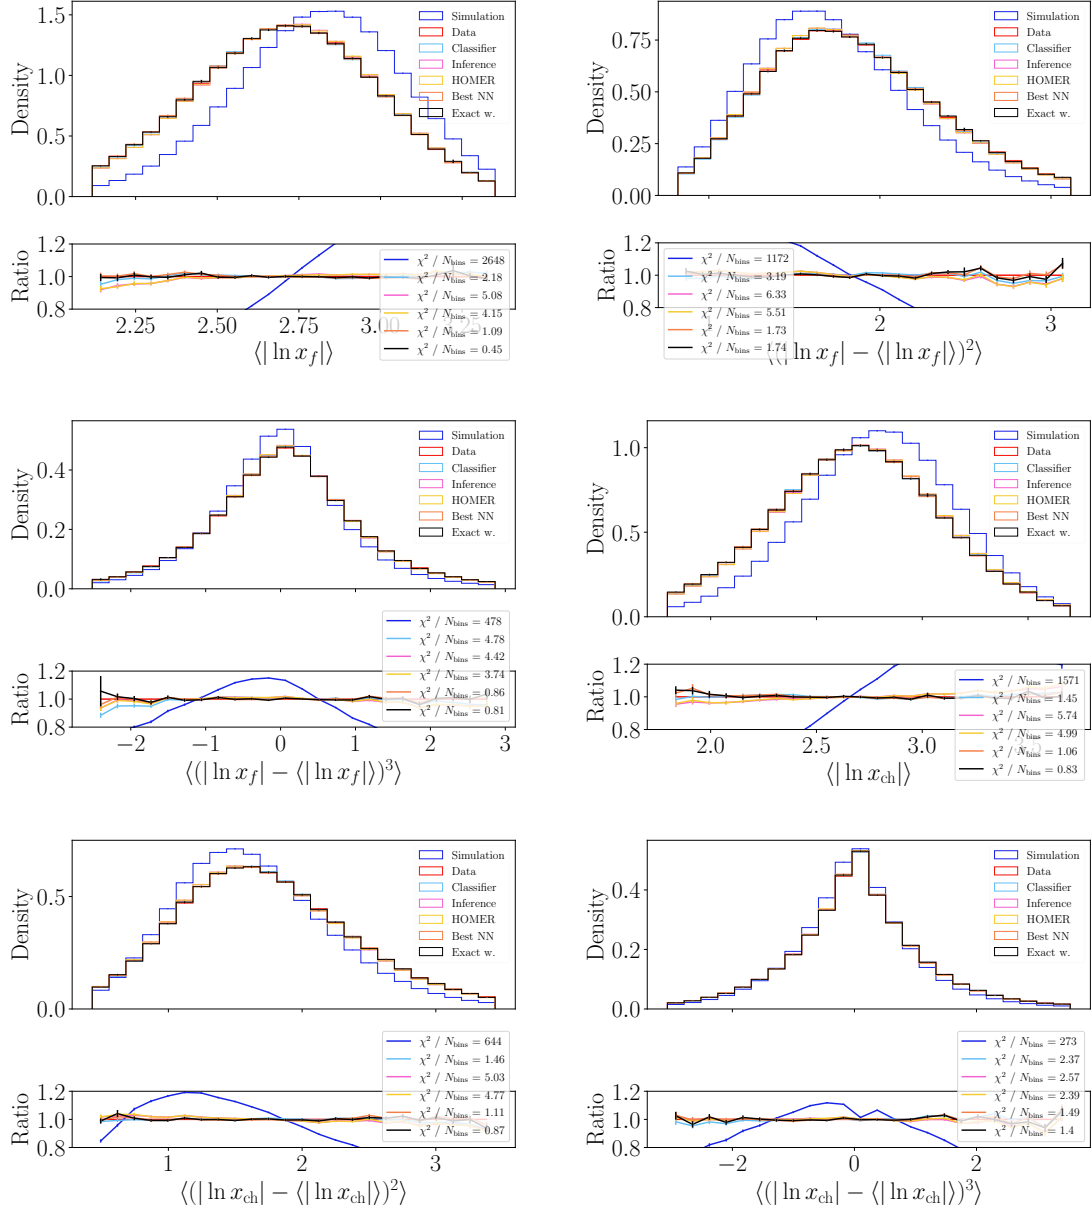 1.5
1.0
0.5
0.0
Density
Simulation
Data
Classifier
Inference
HOMER
Best NN
Exact w.
1.2
1.0
0.8
Ratio
χ² / N_bins = 2648
χ² / N_bins = 2.18
χ² / N_bins = 5.08
χ² / N_bins = 4.15
χ² / N_bins = 1.09
χ² / N_bins = 0.45
2.25 2.50 2.75 3.00 3.25
⟨| ln x_f|⟩
0.75
0.50
0.25
0.00
Density
Simulation
Data
Classifier
Inference
HOMER
Best NN
Exact w.
1.2
1.0
0.8
Ratio
χ² / N_bins = 1172
χ² / N_bins = 3.19
χ² / N_bins = 6.33
χ² / N_bins = 5.51
χ² / N_bins = 1.73
χ² / N_bins = 1.74
2 3
⟨(| ln x_f| − ⟨| ln x_f|⟩)²⟩
0.4
0.2
0.0
Density
Simulation
Data
Classifier
Inference
HOMER
Best NN
Exact w.
1.2
1.0
0.8
Ratio
χ² / N_bins = 478
χ² / N_bins = 4.78
χ² / N_bins = 4.42
χ² / N_bins = 3.74
χ² / N_bins = 0.86
χ² / N_bins = 0.81
−2 −1 0 1 2 3
⟨(| ln x_f| − ⟨| ln x_f|⟩)³⟩
1.0
0.5
0.0
Density
Simulation
Data
Classifier
Inference
HOMER
Best NN
Exact w.
1.2
1.0
0.8
Ratio
χ² / N_bins = 1571
χ² / N_bins = 1.45
χ² / N_bins = 5.74
χ² / N_bins = 4.99
χ² / N_bins = 1.06
χ² / N_bins = 0.83
2.0 2.5 3.0 3.5
⟨| ln x_ch|⟩
0.5
0.0
Density
Simulation
Data
Classifier
Inference
HOMER
Best NN
Exact w.
1.2
1.0
0.8
Ratio
χ² / N_bins = 644
χ² / N_bins = 1.46
χ² / N_bins = 5.03
χ² / N_bins = 4.77
χ² / N_bins = 1.11
χ² / N_bins = 0.87
1 2 3
⟨(| ln x_ch| − ⟨| ln x_ch|⟩)²⟩
0.4
0.2
0.0
Density
Simulation
Data
Classifier
Inference
HOMER
Best NN
Exact w.
1.2
1.0
0.8
Ratio
χ² / N_bins = 273
χ² / N_bins = 2.37
χ² / N_bins = 2.57
χ² / N_bins = 2.39
χ² / N_bins = 1.49
χ² / N_bins = 1.4
−2 0 2
⟨(| ln x_ch| − ⟨| ln x_ch|⟩)³⟩